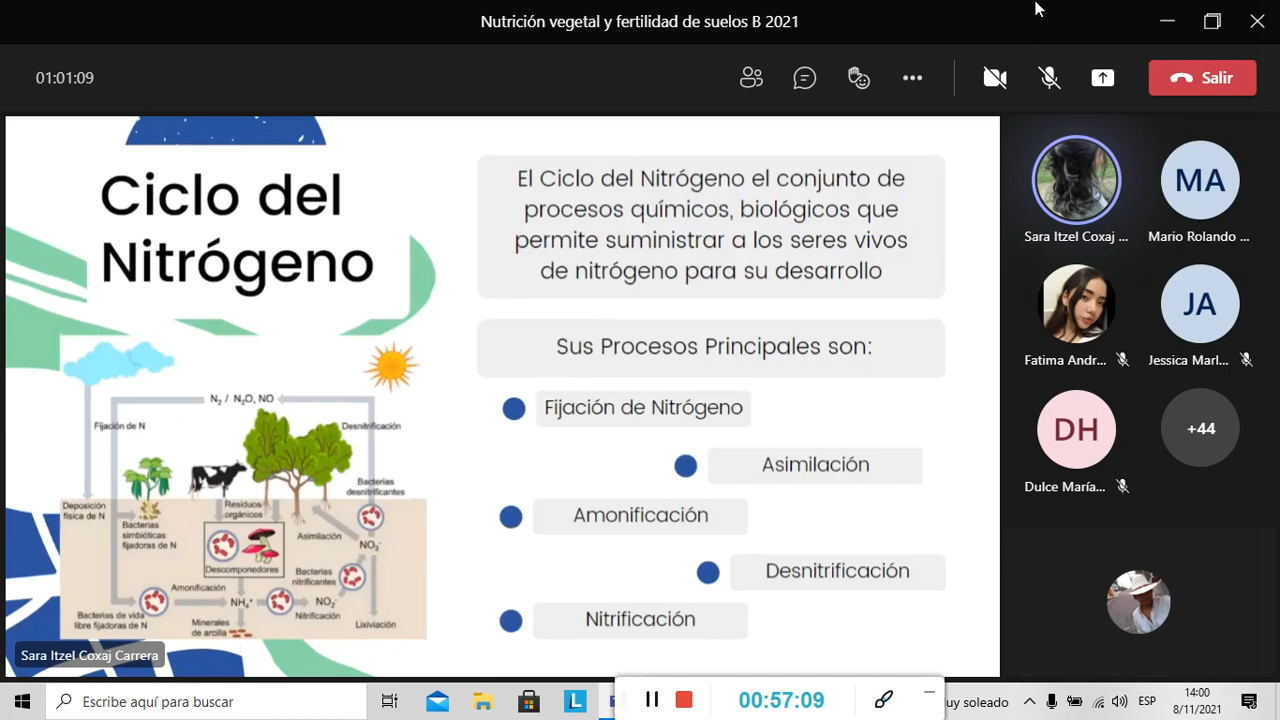 Nutrición vegetal y fertilidad de suelos B 2021
01:01:09
Salir
Ciclo del
Nitrógeno
El Ciclo del Nitrógeno el conjunto de
procesos químicos, biológicos que
permite suministrar a los seres vivos
de nitrógeno para su desarrollo
Sus Procesos Principales son:
Fijación de Nitrógeno
Asimilación
Amonificación
Desnitrificación
Nitrificación
N₂ / N₂O, NO
Fijación de N
Desnitrificación
Bacterias
desnitrificantes
Deposición
física de N
Residuos
orgánicos
Bacterias
simbióticas
fijadoras de N
Asimilación
NO₃⁻
Descomponedores
Bacterias
nitrificantes
Amonificación
NH₄⁺
NO₂⁻
Nitrificación
Bacterias de vida
libre fijadoras de N
Minerales
de arcilla
Lixiviación
Sara Itzel Coxaj Carrera
Sara Itzel Coxaj ...
MA
Mario Rolando ...
Fatima Andr...
JA
Jessica Marl...
DH
Dulce María...
+44
Escribe aquí para buscar
L
00:57:09
uy soleado
ESP
14:00
8/11/2021